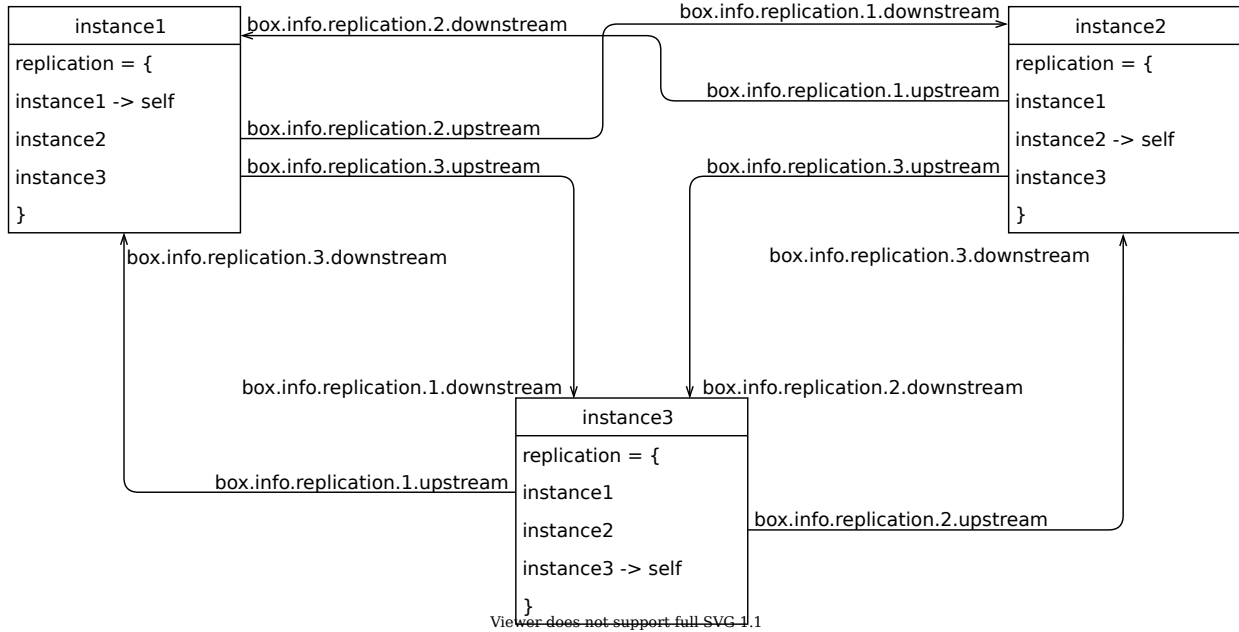 instance1
replication = {
instance1 -> self
instance2
instance3
}
box.info.replication.2.downstream
box.info.replication.2.upstream
box.info.replication.3.upstream
box.info.replication.3.downstream
box.info.replication.1.downstream
box.info.replication.1.upstream
box.info.replication.3.upstream
box.info.replication.3.downstream
instance2
replication = {
instance1
instance2 -> self
instance3
}
box.info.replication.1.downstream
box.info.replication.2.downstream
box.info.replication.1.upstream
box.info.replication.2.upstream
instance3
replication = {
instance1
instance2
instance3 -> self
}
Viewer does not support full SVG 1.1